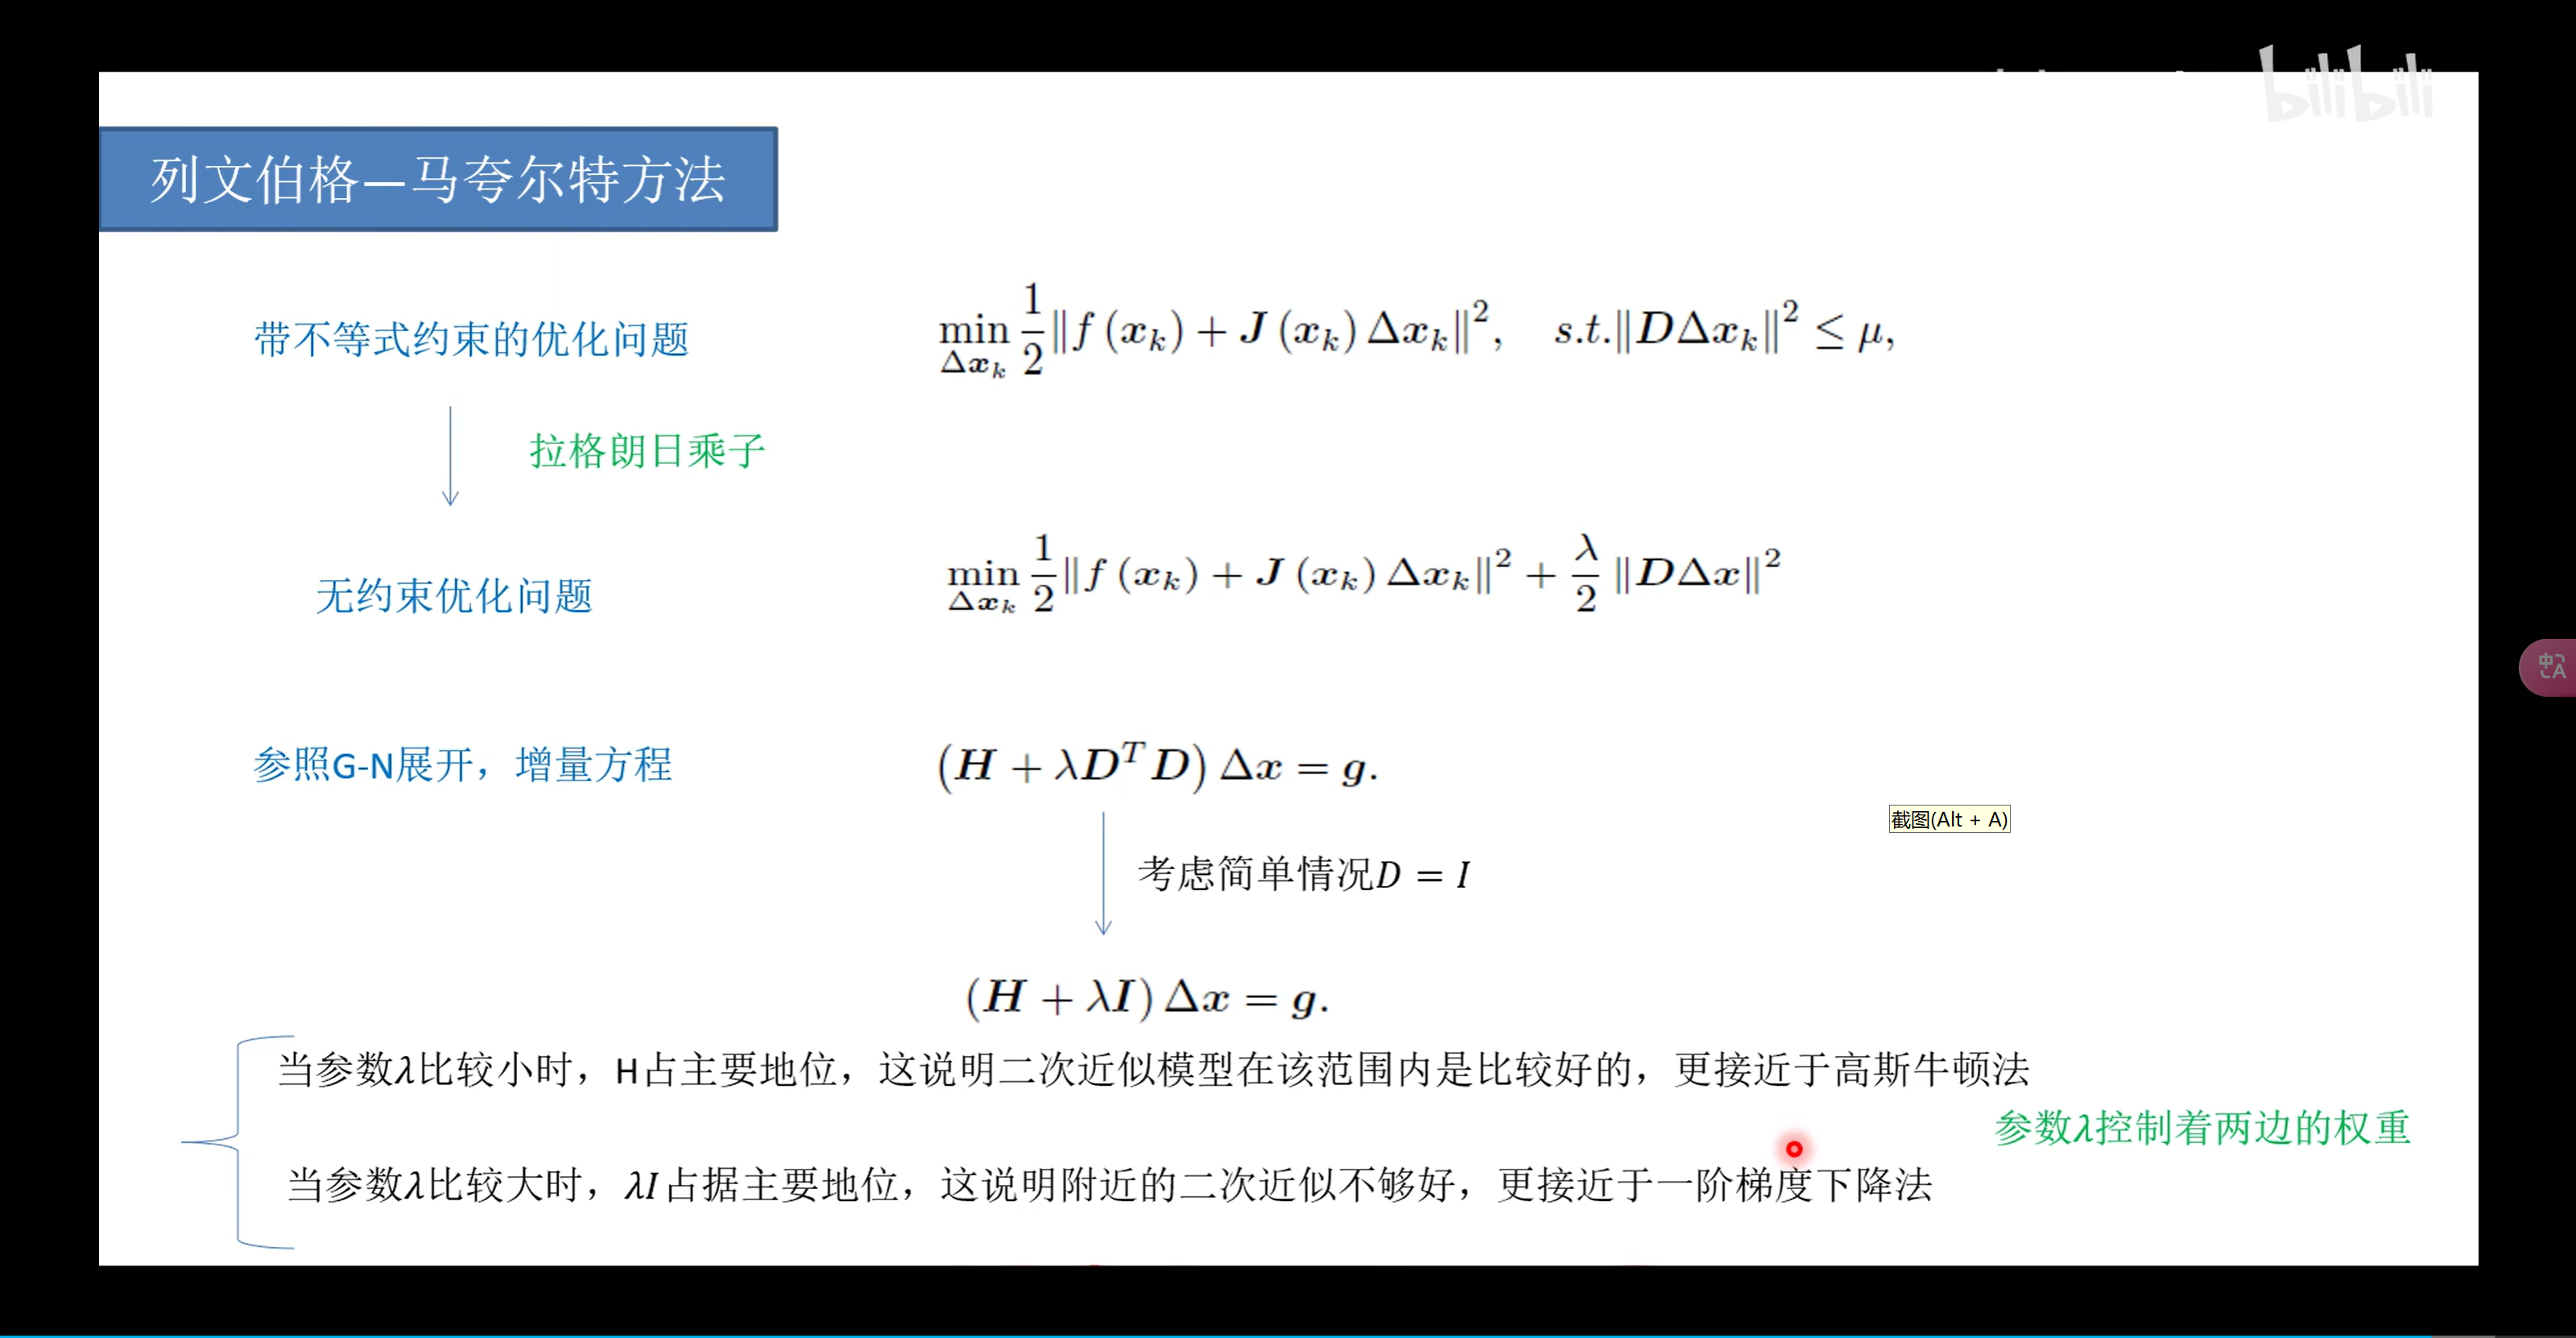 bilibili
列文伯格—马夸尔特方法
带不等式约束的优化问题
$\min_{\Delta x_k} \frac{1}{2} \| f(x_k) + J(x_k) \Delta x_k \|^2, \quad s.t. \| D \Delta x_k \|^2 \leq \mu,$
拉格朗日乘子
无约束优化问题
$\min_{\Delta x_k} \frac{1}{2} \| f(x_k) + J(x_k) \Delta x_k \|^2 + \frac{\lambda}{2} \| D \Delta x \|^2$
参照G-N展开，增量方程
$(H + \lambda D^T D) \Delta x = g.$
截图(Alt + A)
考虑简单情况D = I
$(H + \lambda I) \Delta x = g.$
当参数λ比较小时，H占主要地位，这说明二次近似模型在该范围内是比较好的，更接近于高斯牛顿法
参数λ控制着两边的权重
当参数λ比较大时，λI占据主要地位，这说明附近的二次近似不够好，更接近于一阶梯度下降法
中A